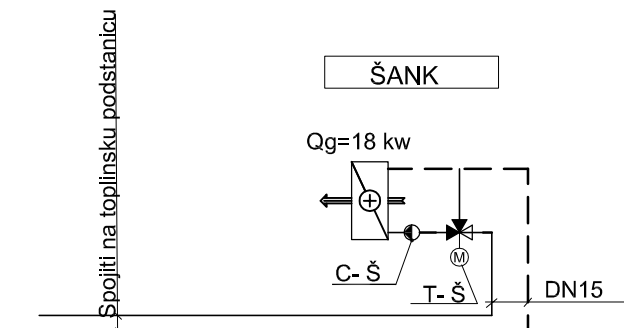 Spojiti na toplinsku podstanicu
ŠANK
Qg=18 kw
C- Š
M
T- Š
DN15